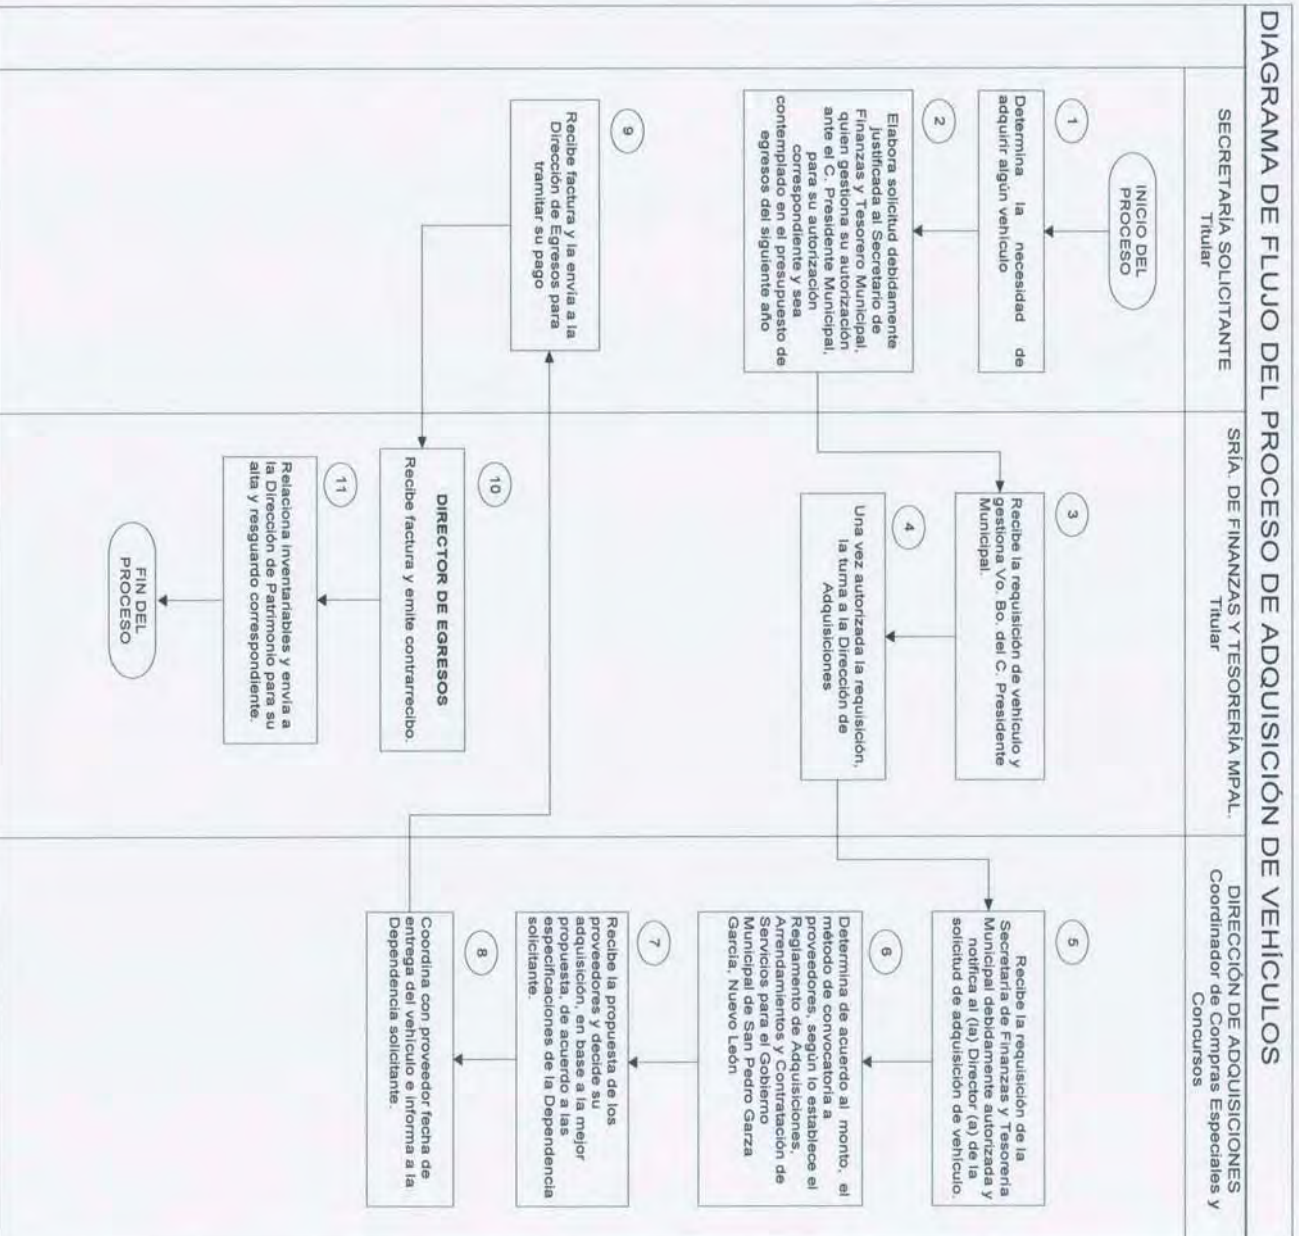 DIAGRAMA DE FLUJO DEL PROCESO DE ADQUISICIÓN DE VEHÍCULOS
SECRETARÍA SOLICITANTE
Titular
SRÍA. DE FINANZAS Y TESORERÍA MPAL.
Titular
DIRECCIÓN DE ADQUISICIONES
Coordinador de Compras Especiales y
Concursos
INICIO DEL
PROCESO
1
Determina la necesidad de
adquirir algún vehículo
2
Elabora solicitud debidamente
justificada al Secretario de
Finanzas y Tesorero Municipal,
quien gestiona su autorización
ante el C. Presidente Municipal,
para su autorización
correspondiente y sea
contemplado en el presupuesto de
egresos del siguiente año
3
Recibe la requisición de vehículo y
gestiona Vo. Bo. del C. Presidente
Municipal.
4
Una vez autorizada la requisición,
la turna a la Dirección de
Adquisiciones
5
Recibe la requisición de la
Secretaría de Finanzas y Tesorería
Municipal debidamente autorizada y
notifica al (la) Director (a) de la
solicitud de adquisición de vehículo.
6
Determina de acuerdo al monto, el
método de convocatoria a
proveedores, según lo establece el
Reglamento de Adquisiciones,
Arrendamientos y Contratación de
Servicios para el Gobierno
Municipal de San Pedro Garza
García, Nuevo León
7
Recibe la propuesta de los
proveedores y decide su
adquisición, en base a la mejor
propuesta, de acuerdo a las
especificaciones de la Dependencia
solicitante.
8
Coordina con proveedor fecha de
entrega del vehículo e informa a la
Dependencia solicitante.
9
Recibe factura y la envía a la
Dirección de Egresos para
tramitar su pago
10
DIRECTOR DE EGRESOS
Recibe factura y emite contrarrecibo.
11
Relaciona inventariables y envía a
la Dirección de Patrimonio para su
alta y resguardo correspondiente.
FIN DEL
PROCESO